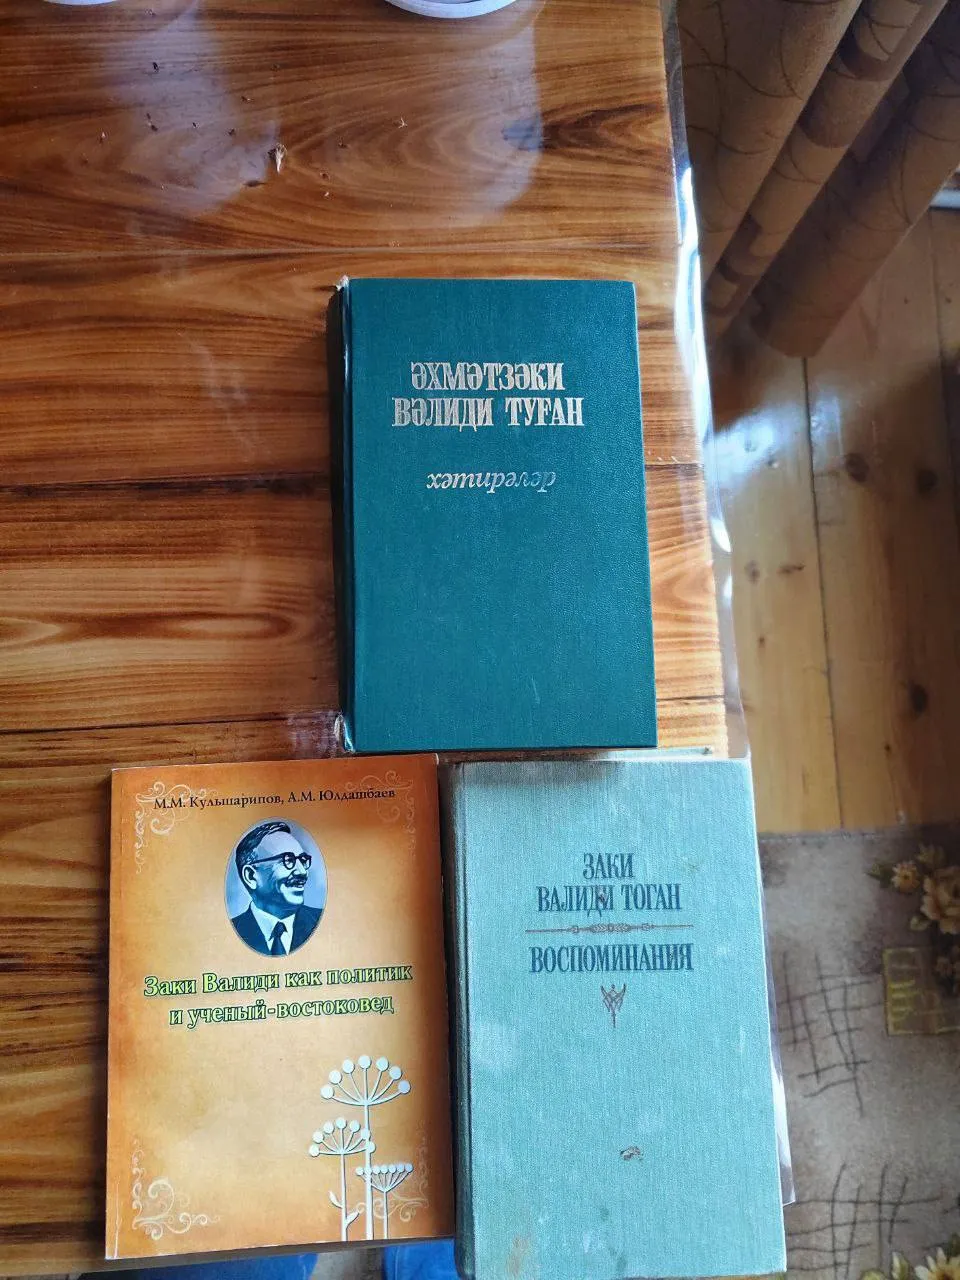 ӘХМӘТЗӘКИ
ВӘЛИДИ ТУҒАН
хәтирәләр
М.М. Кульшарипов, А.М. Юлдашбаев
Заки Валиди как политик
и ученый-востоковед
ЗАКИ
ВАЛИДИ ТОГАН
ВОСПОМИНАНИЯ